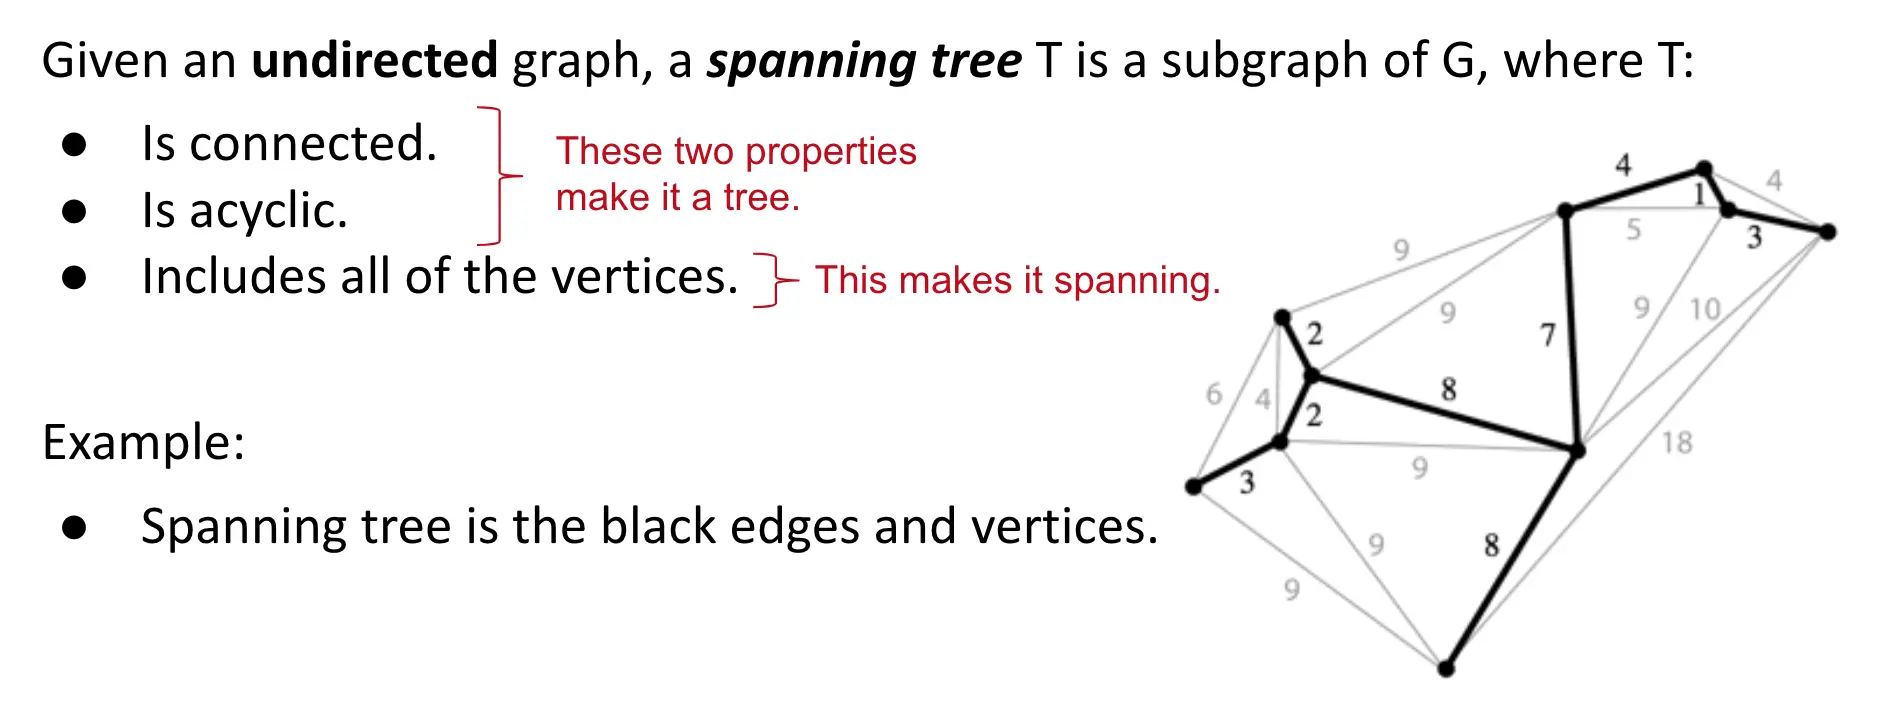 Given an undirected graph, a spanning tree T is a subgraph of G, where T:
● Is connected.
● Is acyclic.
These two properties
make it a tree.
● Includes all of the vertices.
This makes it spanning.
Example:
● Spanning tree is the black edges and vertices.
4
4
1
5
3
9
9
9
10
7
2
6
4
8
2
18
9
3
9
8
9